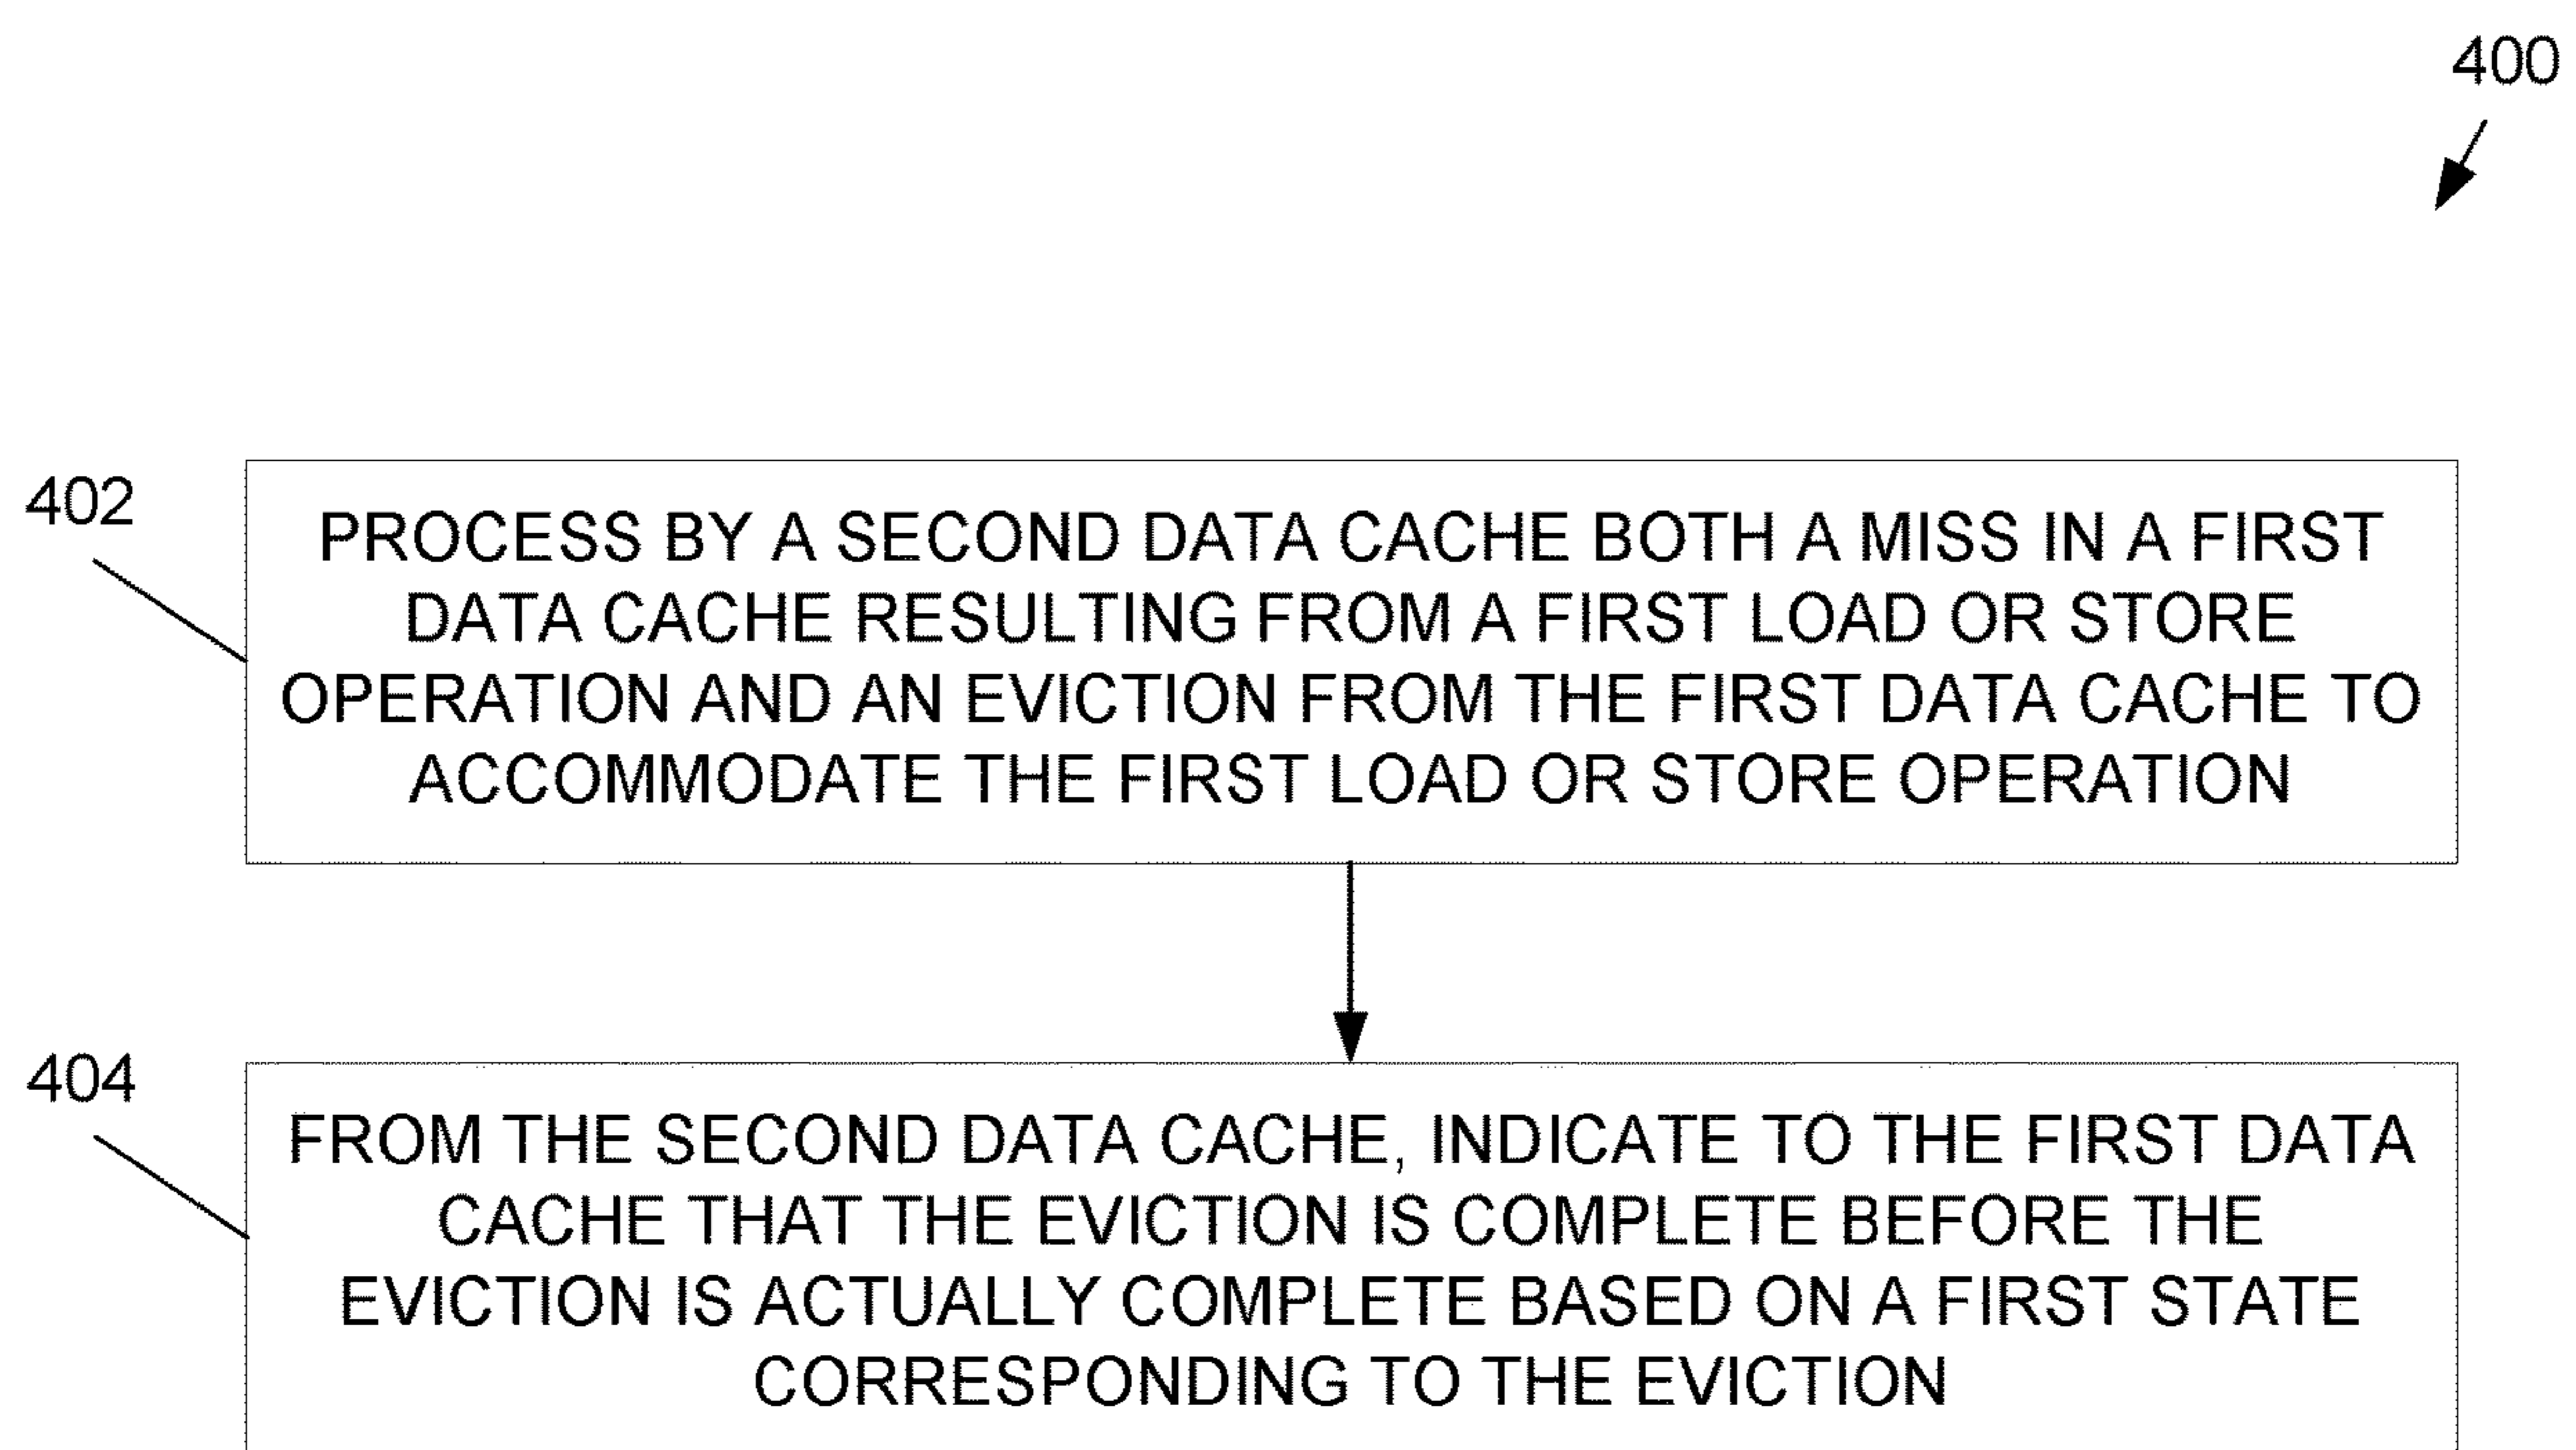 400
402
PROCESS BY A SECOND DATA CACHE BOTH A MISS IN A FIRST
DATA CACHE RESULTING FROM A FIRST LOAD OR STORE
OPERATION AND AN EVICTION FROM THE FIRST DATA CACHE TO
ACCOMMODATE THE FIRST LOAD OR STORE OPERATION
404
FROM THE SECOND DATA CACHE, INDICATE TO THE FIRST DATA
CACHE THAT THE EVICTION IS COMPLETE BEFORE THE
EVICTION IS ACTUALLY COMPLETE BASED ON A FIRST STATE
CORRESPONDING TO THE EVICTION